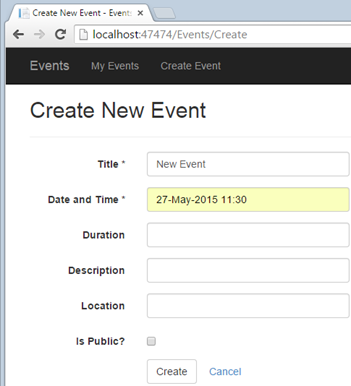 Create New Event - Events
localhost:47474/Events/Create
Events My Events Create Event
Create New Event
Title * New Event
Date and Time * 27-May-2015 11:30
Duration
Description
Location
Is Public?
Create Cancel